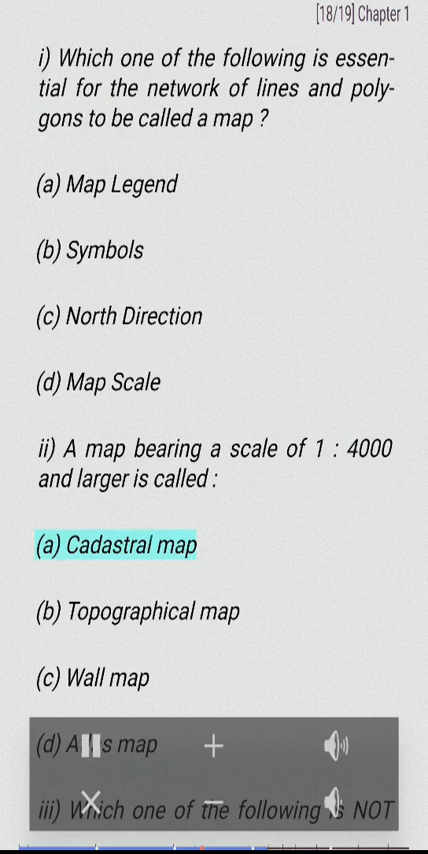 [18/19] Chapter 1
i) Which one of the following is essen-
tial for the network of lines and poly-
gons to be called a map ?
(a) Map Legend
(b) Symbols
(c) North Direction
(d) Map Scale
ii) A map bearing a scale of 1 : 4000
and larger is called :
(a) Cadastral map
(b) Topographical map
(c) Wall map
(d) map
iii) Which one of the following is NOT